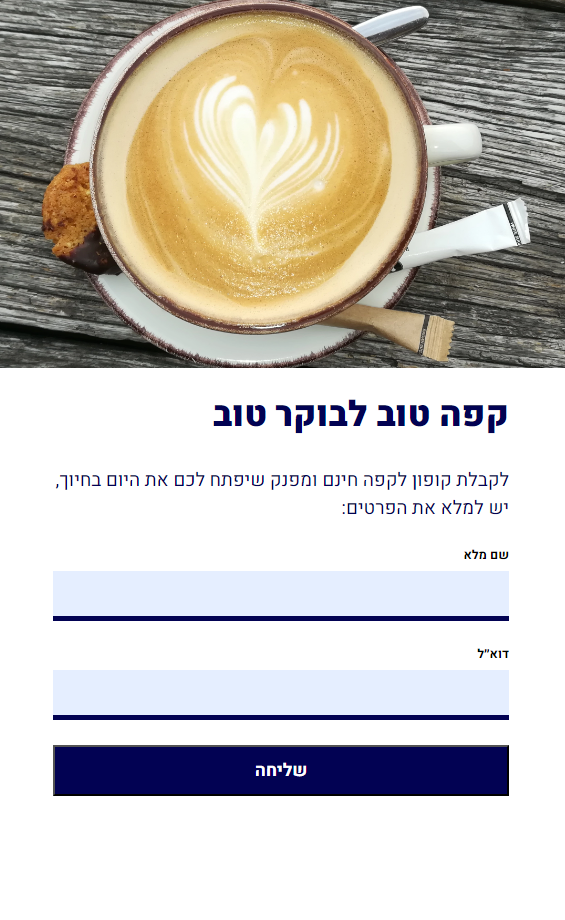 קפה טוב לבוקר טוב
לקבלת קופון לקפה חינם ומפנק שיפתח לכם את היום בחיוך,
יש למלא את הפרטים:
שם מלא
דוא״ל
שליחה